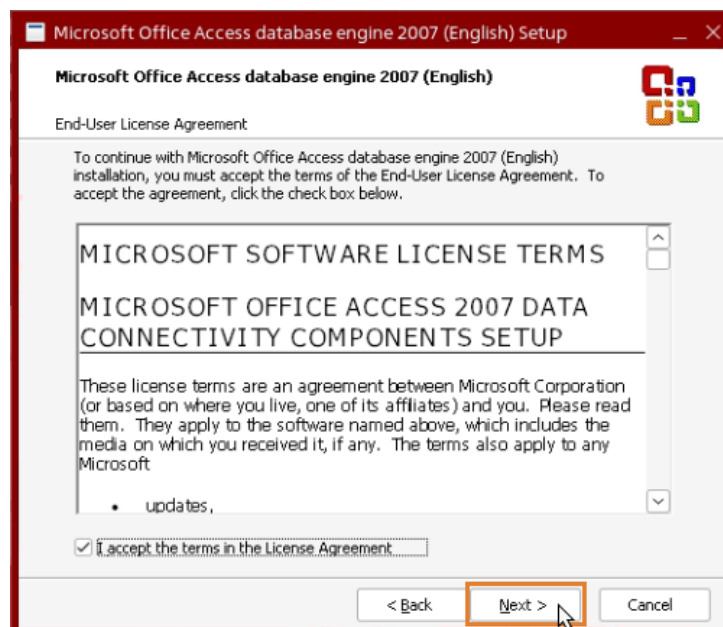 Microsoft Office Access database engine 2007 (English) Setup
Microsoft Office Access database engine 2007 (English)
End-User License Agreement
To continue with Microsoft Office Access database engine 2007 (English)
installation, you must accept the terms of the End-User License Agreement. To
accept the agreement, click the check box below.
MICROSOFT SOFTWARE LICENSE TERMS
MICROSOFT OFFICE ACCESS 2007 DATA
CONNECTIVITY COMPONENTS SETUP
These license terms are an agreement between Microsoft Corporation
(or based on where you live, one of its affiliates) and you. Please read
them. They apply to the software named above, which includes the
media on which you received it, if any. The terms also apply to any
Microsoft
• updates,
I accept the terms in the License Agreement
< Back Next > Cancel